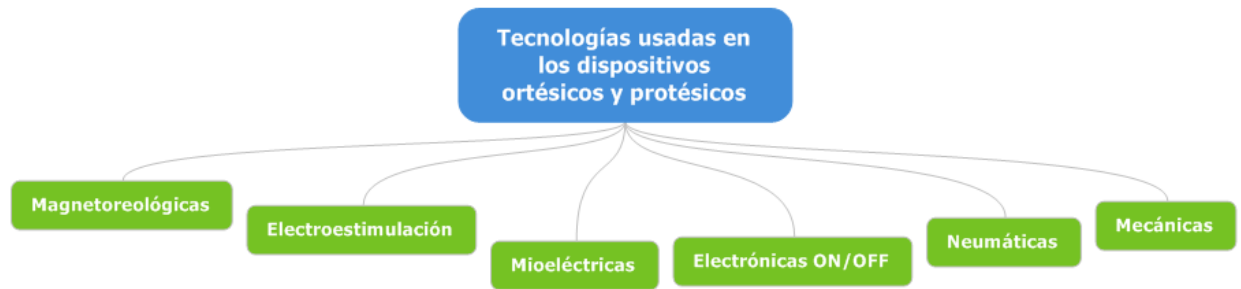 Tecnologías usadas en
los dispositivos
ortésicos y protésicos
Magnetoreológicas
Electroestimulación
Mioeléctricas
Electrónicas ON/OFF
Neumáticas
Mecánicas